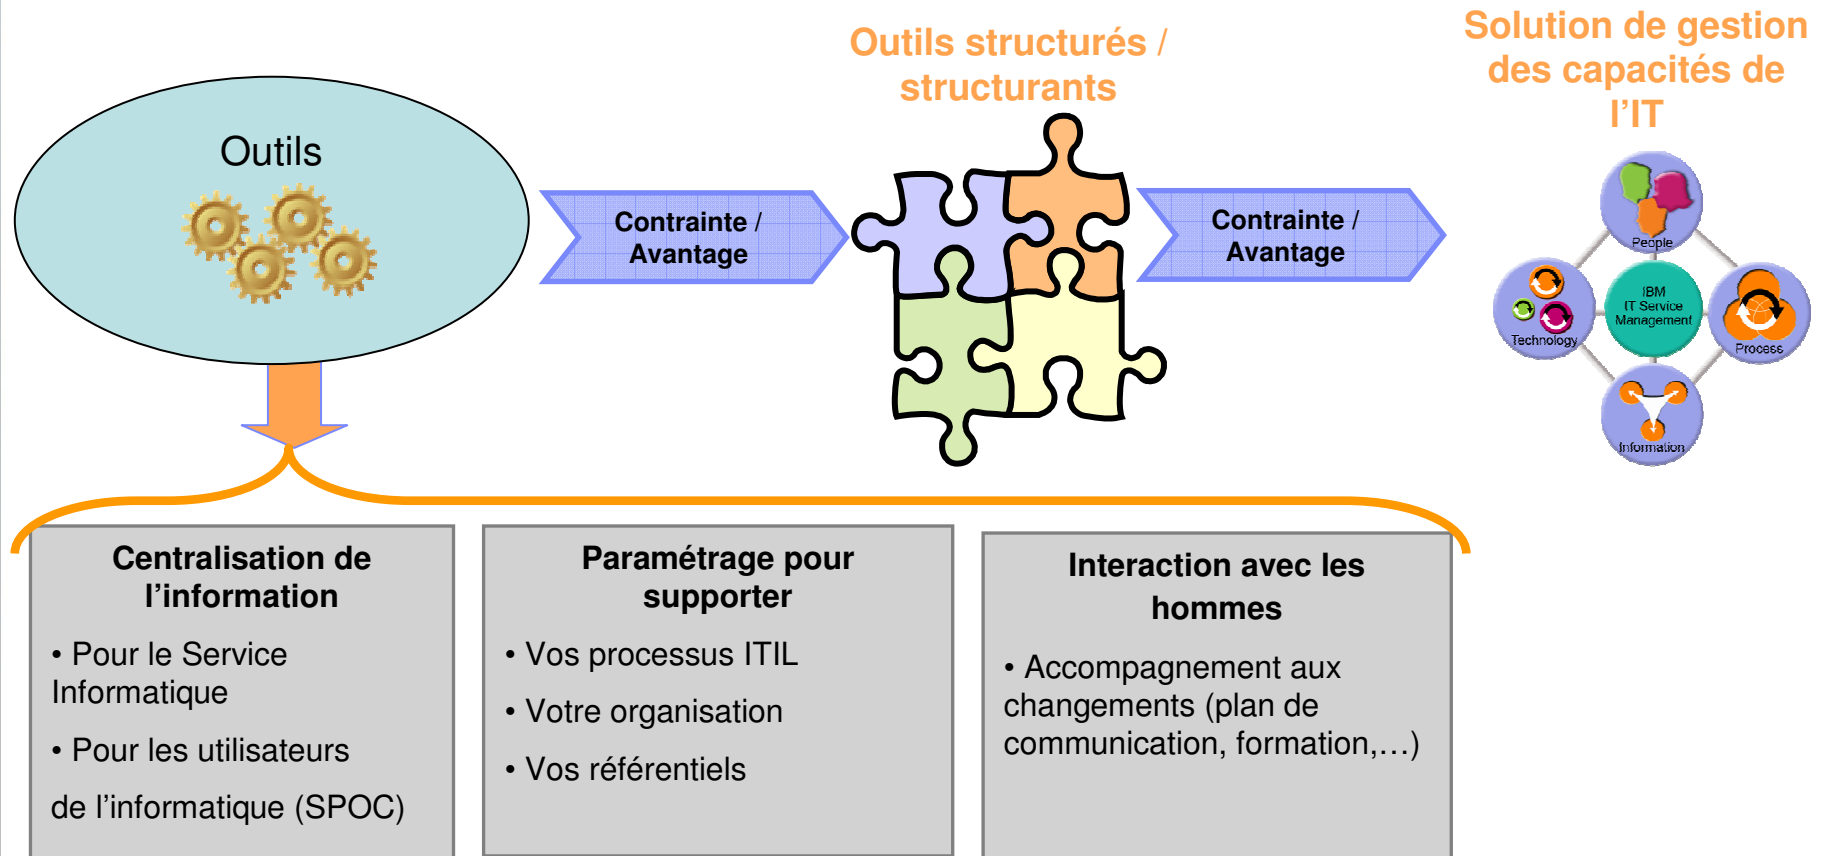 Outils structurés /
structurants
Solution de gestion
des capacités de
l'IT
Outils
Contrainte /
Avantage
Contrainte /
Avantage
People
Technology
IBM
IT Service
Management
Process
Information
Centralisation de
l'information
• Pour le Service
Informatique
• Pour les utilisateurs
de l'informatique (SPOC)
Paramétrage pour
supporter
• Vos processus ITIL
• Votre organisation
• Vos référentiels
Interaction avec les
hommes
• Accompagnement aux
changements (plan de
communication, formation,…)